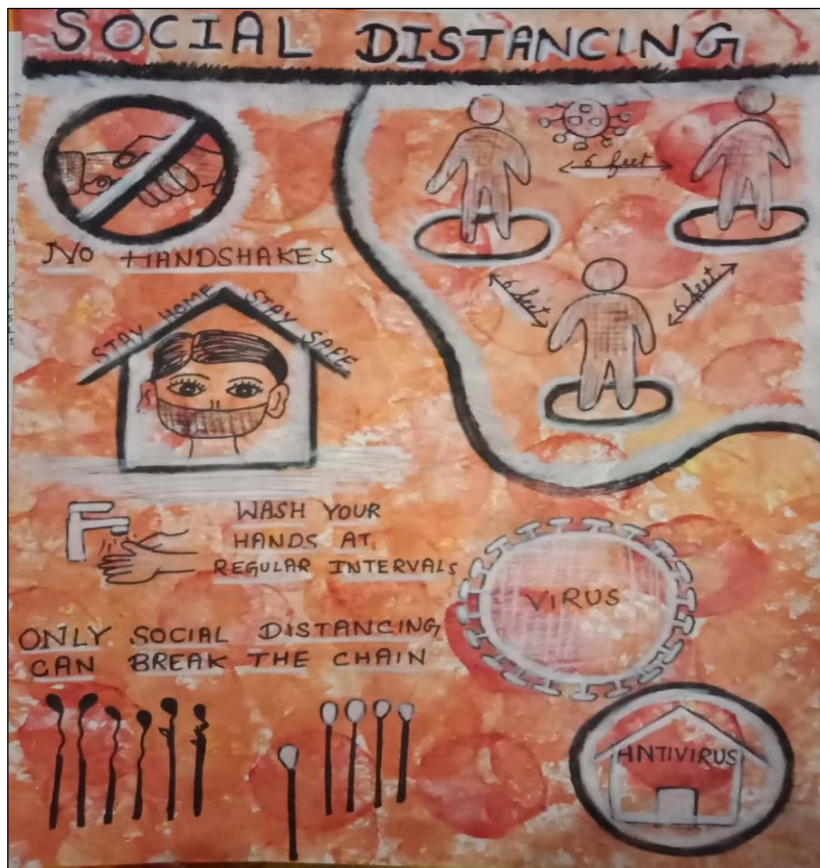 SOCIAL DISTANCING
6 feet
NO HANDSHAKES
6 feet
6 feet
STAY HOME STAY SAFE
WASH YOUR
HANDS AT
REGULAR INTERVALS
VIRUS
ONLY SOCIAL DISTANCING
CAN BREAK THE CHAIN
ANTIVIRUS